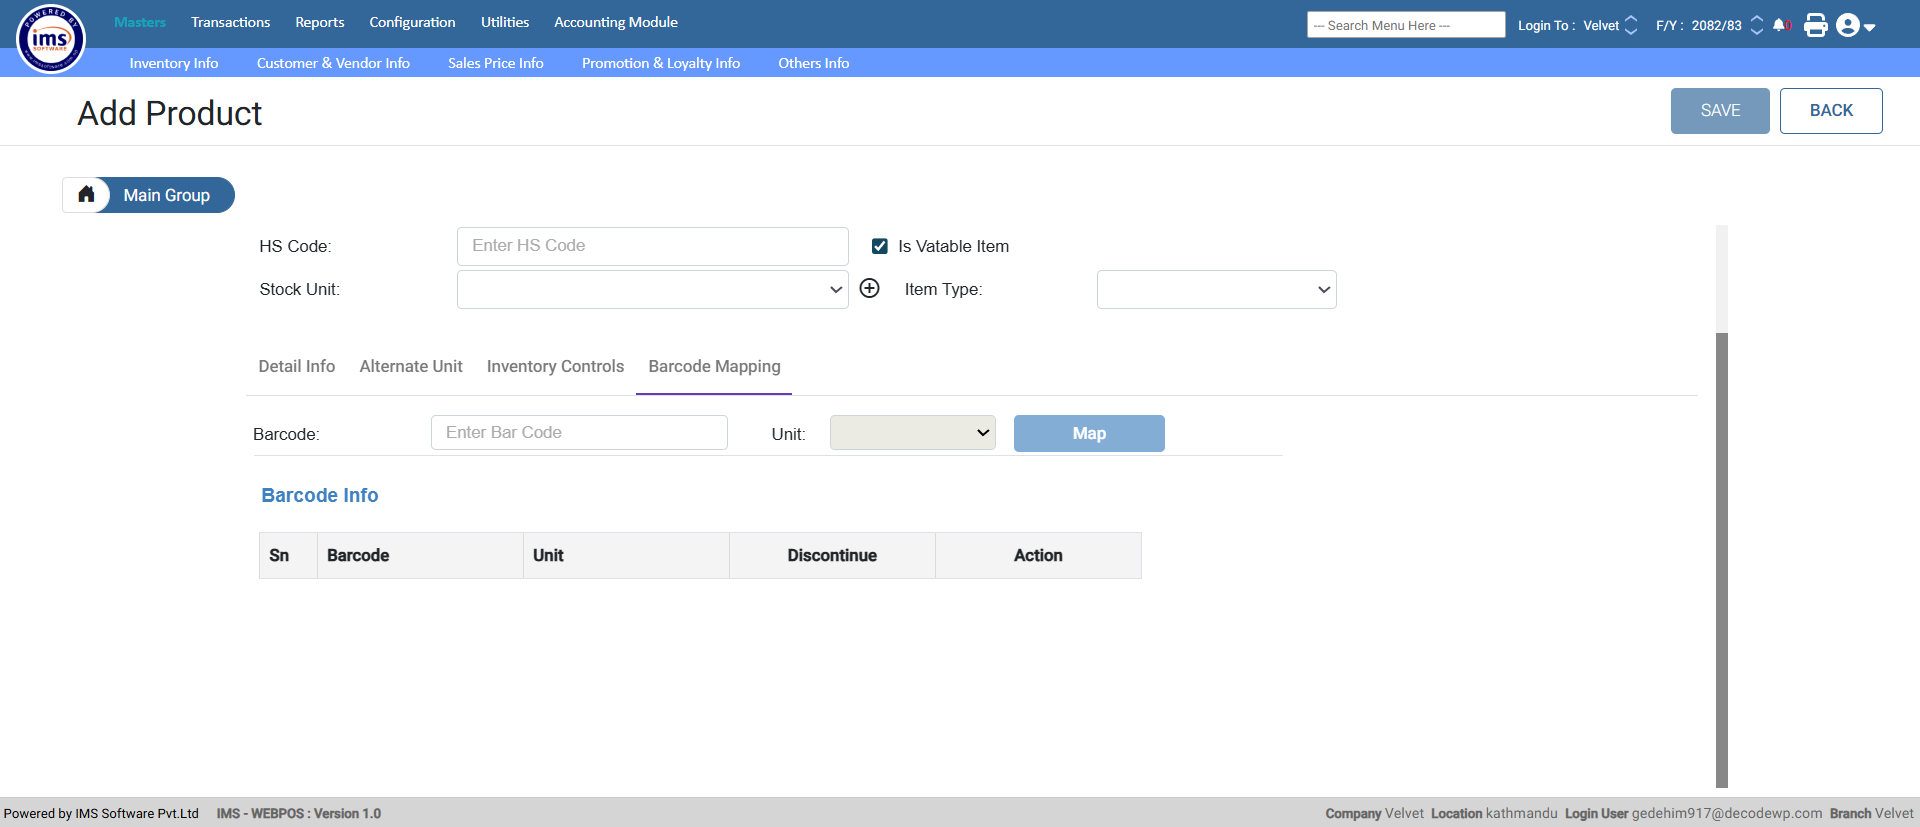 POWERED BY
ims
SOFTWARE
Masters Transactions Reports Configuration Utilities Accounting Module
--- Search Menu Here --- Login To : Velvet F/Y : 2082/83 0
Inventory Info Customer & Vendor Info Sales Price Info Promotion & Loyalty Info Others Info
Add Product
SAVE BACK
Main Group
HS Code: Enter HS Code Is Vatable Item
Stock Unit: Item Type:
Detail Info Alternate Unit Inventory Controls Barcode Mapping
Barcode: Enter Bar Code Unit: Map
Barcode Info
Sn Barcode Unit Discontinue Action
Powered by IMS Software Pvt.Ltd IMS - WEBPOS : Version 1.0 Company Velvet Location kathmandu Login User gedehim917@decodewp.com Branch Velvet